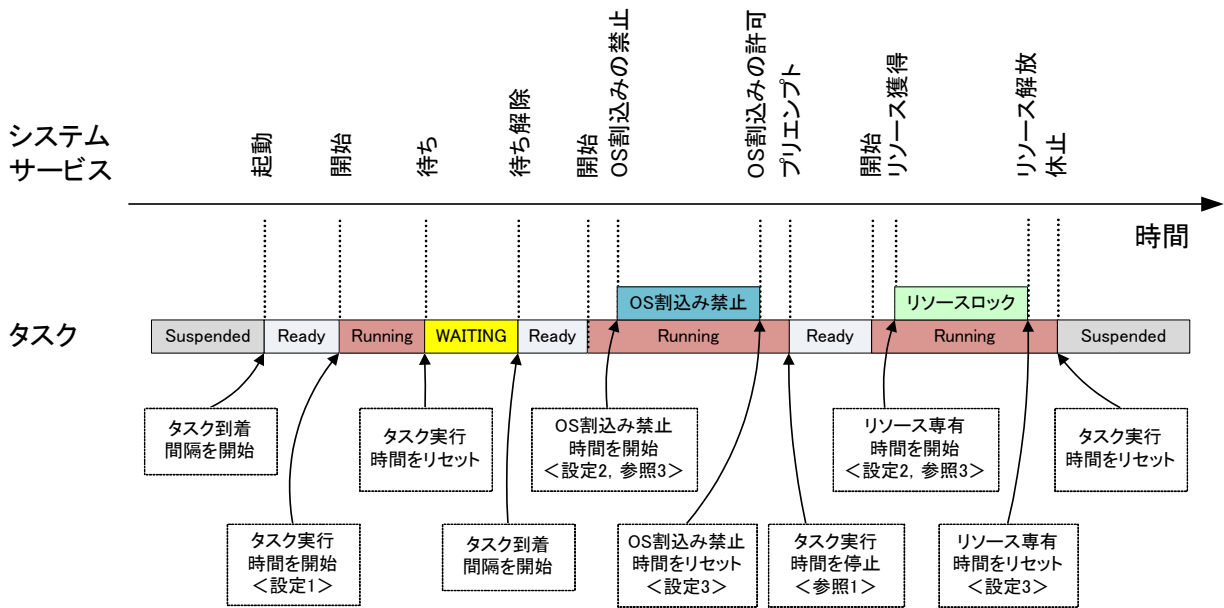 システム
サービス
起動
開始
待ち
待ち解除
開始
OS割込みの禁止
OS割込みの許可
プリエンプト
開始
リソース獲得
リソース解放
休止
時間
OS割込み禁止
リソースロック
タスク
Suspended
Ready
Running
WAITING
Ready
Running
Ready
Running
Suspended
タスク到着
間隔を開始
タスク実行
時間をリセット
OS割込み禁止
時間を開始
<設定2, 参照3>
リソース専有
時間を開始
<設定2, 参照3>
タスク実行
時間をリセット
タスク実行
時間を開始
<設定1>
タスク到着
間隔を開始
OS割込み禁止
時間をリセット
<設定3>
タスク実行
時間を停止
<参照1>
リソース専有
時間をリセット
<設定3>